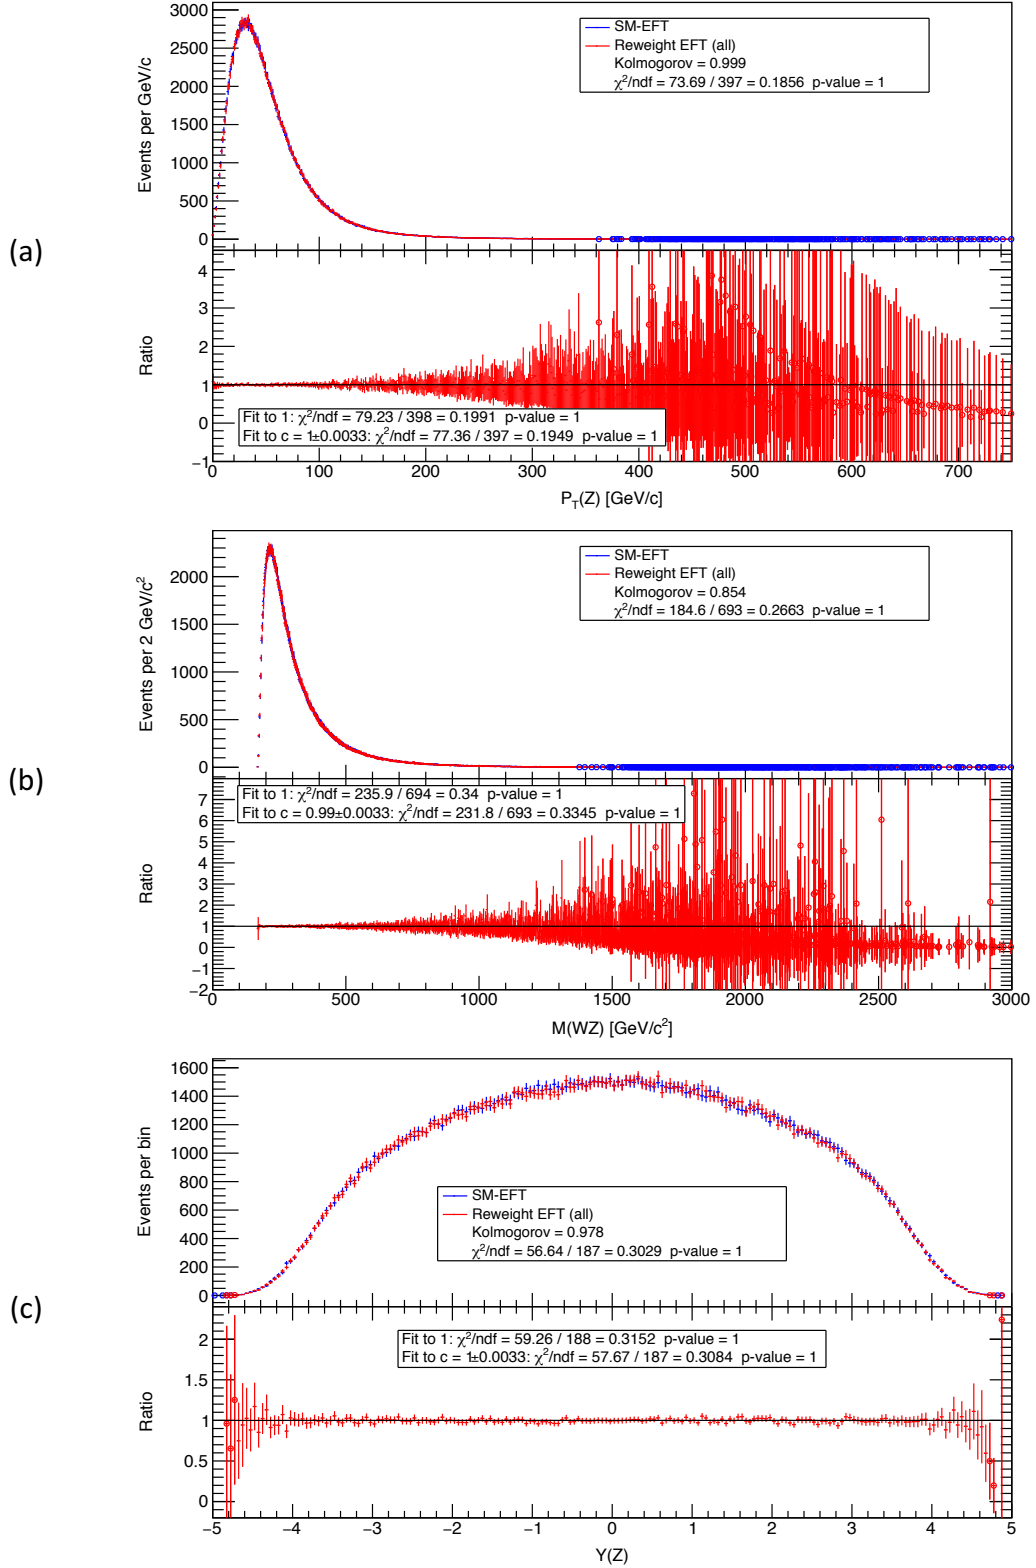 (a)
Events per GeV/c
3000
2500
2000
1500
1000
500
0
SM-EFT
Reweight EFT (all)
Kolmogorov = 0.999
χ²/ndf = 73.69 / 397 = 0.1856 p-value = 1
Ratio
4
3
2
1
0
−1
Fit to 1: χ²/ndf = 79.23 / 398 = 0.1991 p-value = 1
Fit to c = 1±0.0033: χ²/ndf = 77.36 / 397 = 0.1949 p-value = 1
0 100 200 300 400 500 600 700
P_T(Z) [GeV/c]
(b)
Events per 2 GeV/c²
2000
1500
1000
500
0
SM-EFT
Reweight EFT (all)
Kolmogorov = 0.854
χ²/ndf = 184.6 / 693 = 0.2663 p-value = 1
Ratio
7
6
5
4
3
2
1
0
−1
−2
Fit to 1: χ²/ndf = 235.9 / 694 = 0.34 p-value = 1
Fit to c = 0.99±0.0033: χ²/ndf = 231.8 / 693 = 0.3345 p-value = 1
0 500 1000 1500 2000 2500 3000
M(WZ) [GeV/c²]
(c)
Events per bin
1600
1400
1200
1000
800
600
400
200
0
SM-EFT
Reweight EFT (all)
Kolmogorov = 0.978
χ²/ndf = 56.64 / 187 = 0.3029 p-value = 1
Ratio
2
1.5
1
0.5
0
Fit to 1: χ²/ndf = 59.26 / 188 = 0.3152 p-value = 1
Fit to c = 1±0.0033: χ²/ndf = 57.67 / 187 = 0.3084 p-value = 1
−5 −4 −3 −2 −1 0 1 2 3 4 5
Y(Z)